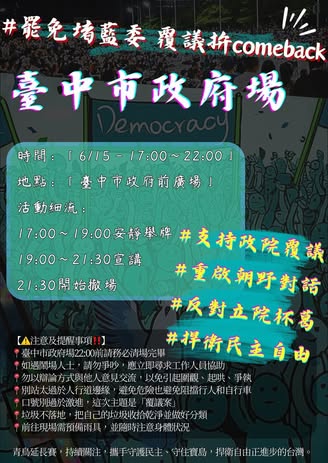 #罷免堵藍委 覆議拚comeback
臺中市政府場
Democracy
時間：[ 6/15 - 17:00~22:00 ]
地點：[ 臺中市政府前廣場 ]
活動細流：
17:00~19:00安靜舉牌
19:00~21:30宣講
21:30開始撤場
#支持政院覆議
#重啟朝野對話
#反對立院杯葛
#捍衛民主自由
【⚠️注意及提醒事項‼️】
📍臺中市政府場22:00前請務必清場完畢
📍如遇鬧場人士，請勿爭吵，應立即尋求工作人員協助
📍勿以辯論方式與他人意見交流，以免引起圍觀、起哄、爭執
📍別站太過於人行道邊緣，避免危險也避免阻擋行人和自行車
📍口號別過於激進，這次主題是「覆議案」
📍垃圾不落地，把自己的垃圾收拾乾淨並做好分類
📍前往現場需預備雨具，並隨時注意身體狀況
青鳥延長賽，持續關注，攜手守護民主、守住寶島，捍衛自由正進步的台灣。